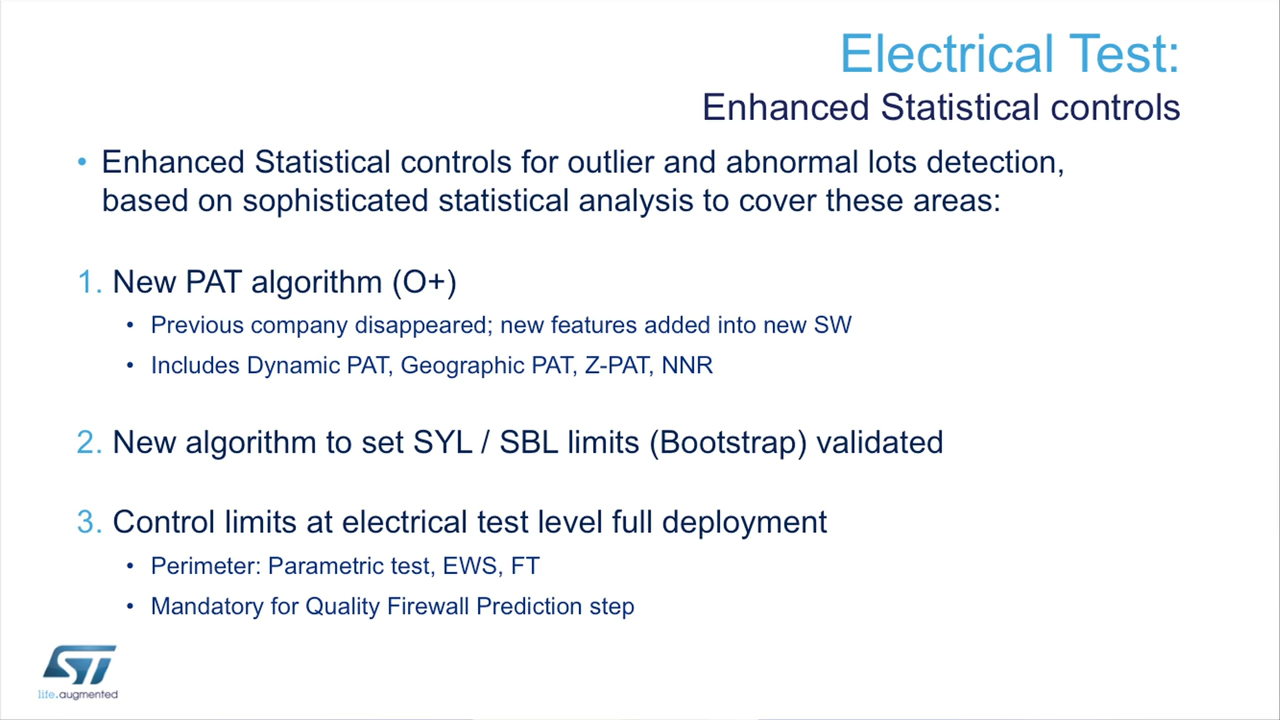 Electrical Test:
Enhanced Statistical controls
• Enhanced Statistical controls for outlier and abnormal lots detection,
based on sophisticated statistical analysis to cover these areas:
1. New PAT algorithm (O+)
• Previous company disappeared; new features added into new SW
• Includes Dynamic PAT, Geographic PAT, Z-PAT, NNR
2. New algorithm to set SYL / SBL limits (Bootstrap) validated
3. Control limits at electrical test level full deployment
• Perimeter: Parametric test, EWS, FT
• Mandatory for Quality Firewall Prediction step
ST
life.augmented